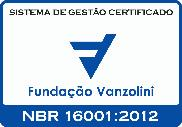 SISTEMA DE GESTÃO CERTIFICADO
Fundação Vanzolini
NBR 16001:2012